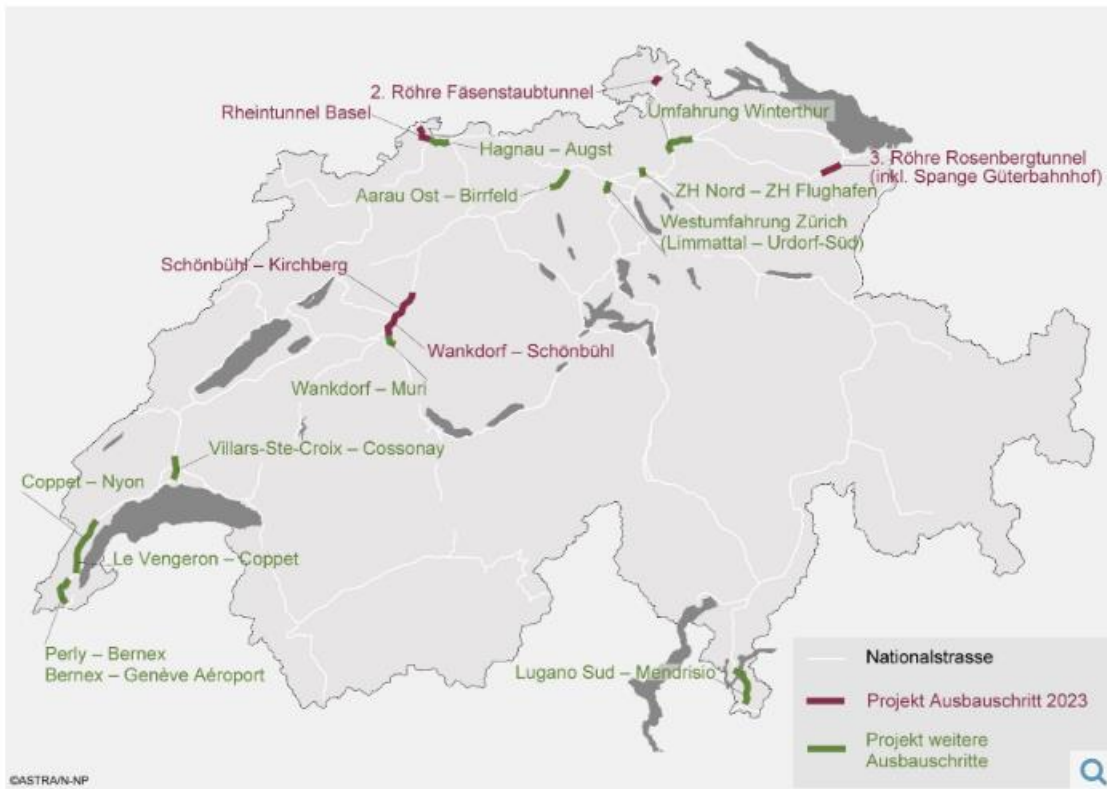 2. Röhre Fäsenstaubtunnel
Rheintunnel Basel
Umfahrung Winterthur
Hagnau – Augst
3. Röhre Rosenbergtunnel
(inkl. Spange Güterbahnhof)
Aarau Ost – Birrfeld
ZH Nord – ZH Flughafen
Westumfahrung Zürich
(Limmattal – Urdorf-Süd)
Schönbühl – Kirchberg
Wankdorf – Schönbühl
Wankdorf – Muri
Villars-Ste-Croix – Cossonay
Coppet – Nyon
Le Vengeron – Coppet
Perly – Bernex
Bernex – Genève Aéroport
Lugano Sud – Mendrisio
Nationalstrasse
Projekt Ausbauschritt 2023
Projekt weitere
Ausbauschritte
©ASTRA/N-NP